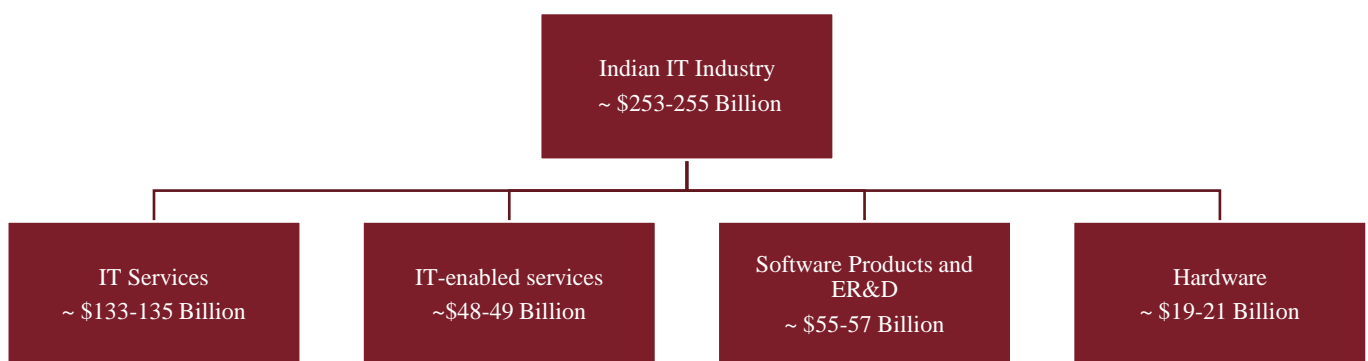 Indian IT Industry
~ $253-255 Billion
IT Services
~ $133-135 Billion
IT-enabled services
~$48-49 Billion
Software Products and
ER&D
~ $55-57 Billion
Hardware
~ $19-21 Billion